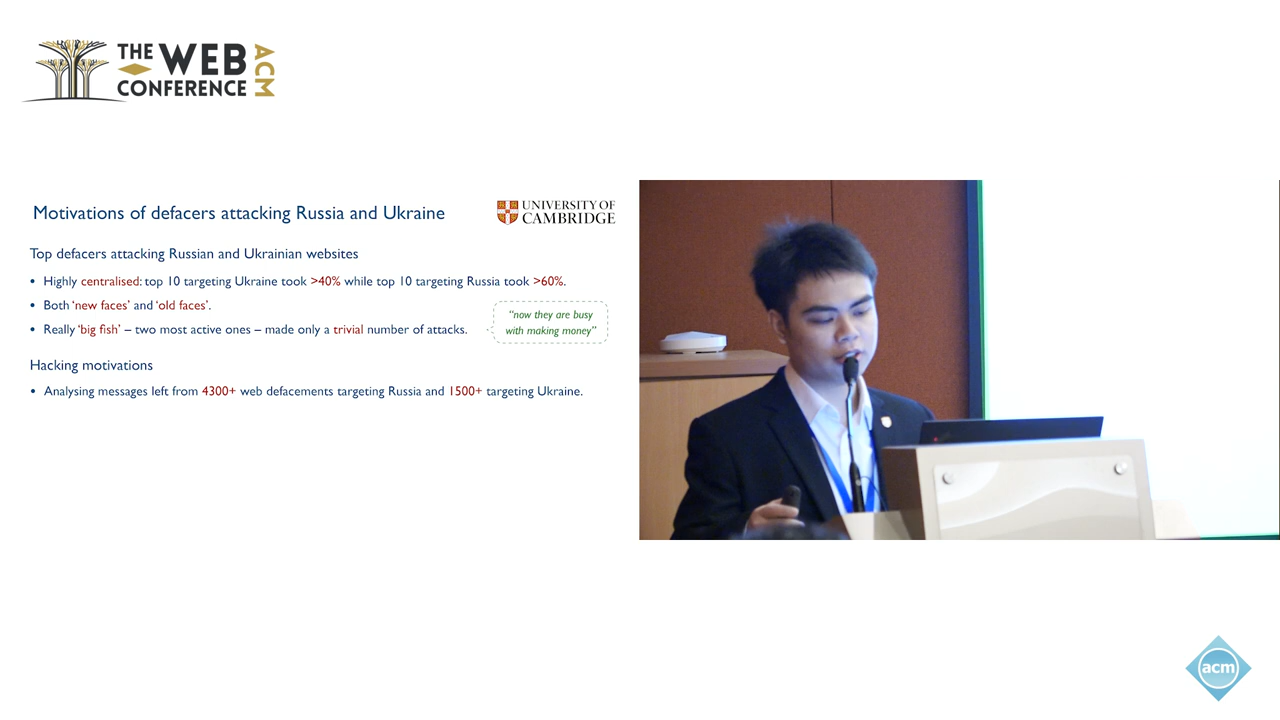 THE WEB
CONFERENCE
ACM
Motivations of defacers attacking Russia and Ukraine
UNIVERSITY OF
CAMBRIDGE
Top defacers attacking Russian and Ukrainian websites
• Highly centralised: top 10 targeting Ukraine took >40% while top 10 targeting Russia took >60%.
• Both ‘new faces’ and ‘old faces’.
• Really ‘big fish’ – two most active ones – made only a trivial number of attacks.
“now they are busy
with making money”
Hacking motivations
• Analysing messages left from 4300+ web defacements targeting Russia and 1500+ targeting Ukraine.
acm